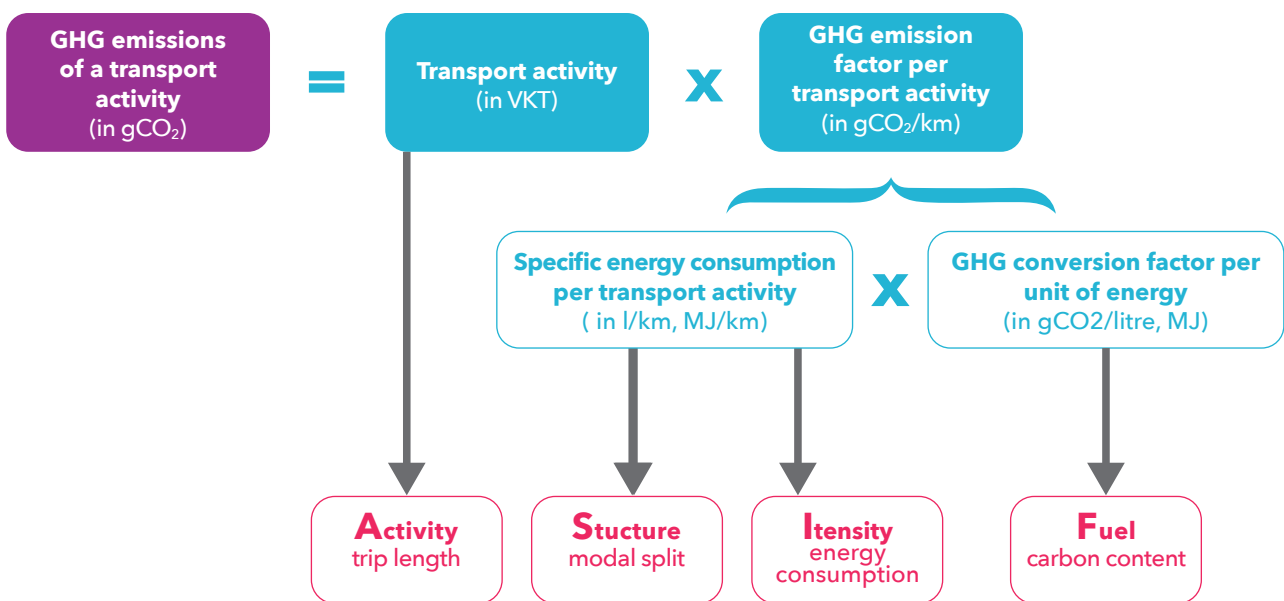 GHG emissions
of a transport
activity
(in gCO₂)
=
Transport activity
(in VKT)
x
GHG emission
factor per
transport activity
(in gCO₂/km)
Specific energy consumption
per transport activity
( in l/km, MJ/km)
x
GHG conversion factor per
unit of energy
(in gCO2/litre, MJ)
Activity
trip length
Stucture
modal split
Itensity
energy
consumption
Fuel
carbon content